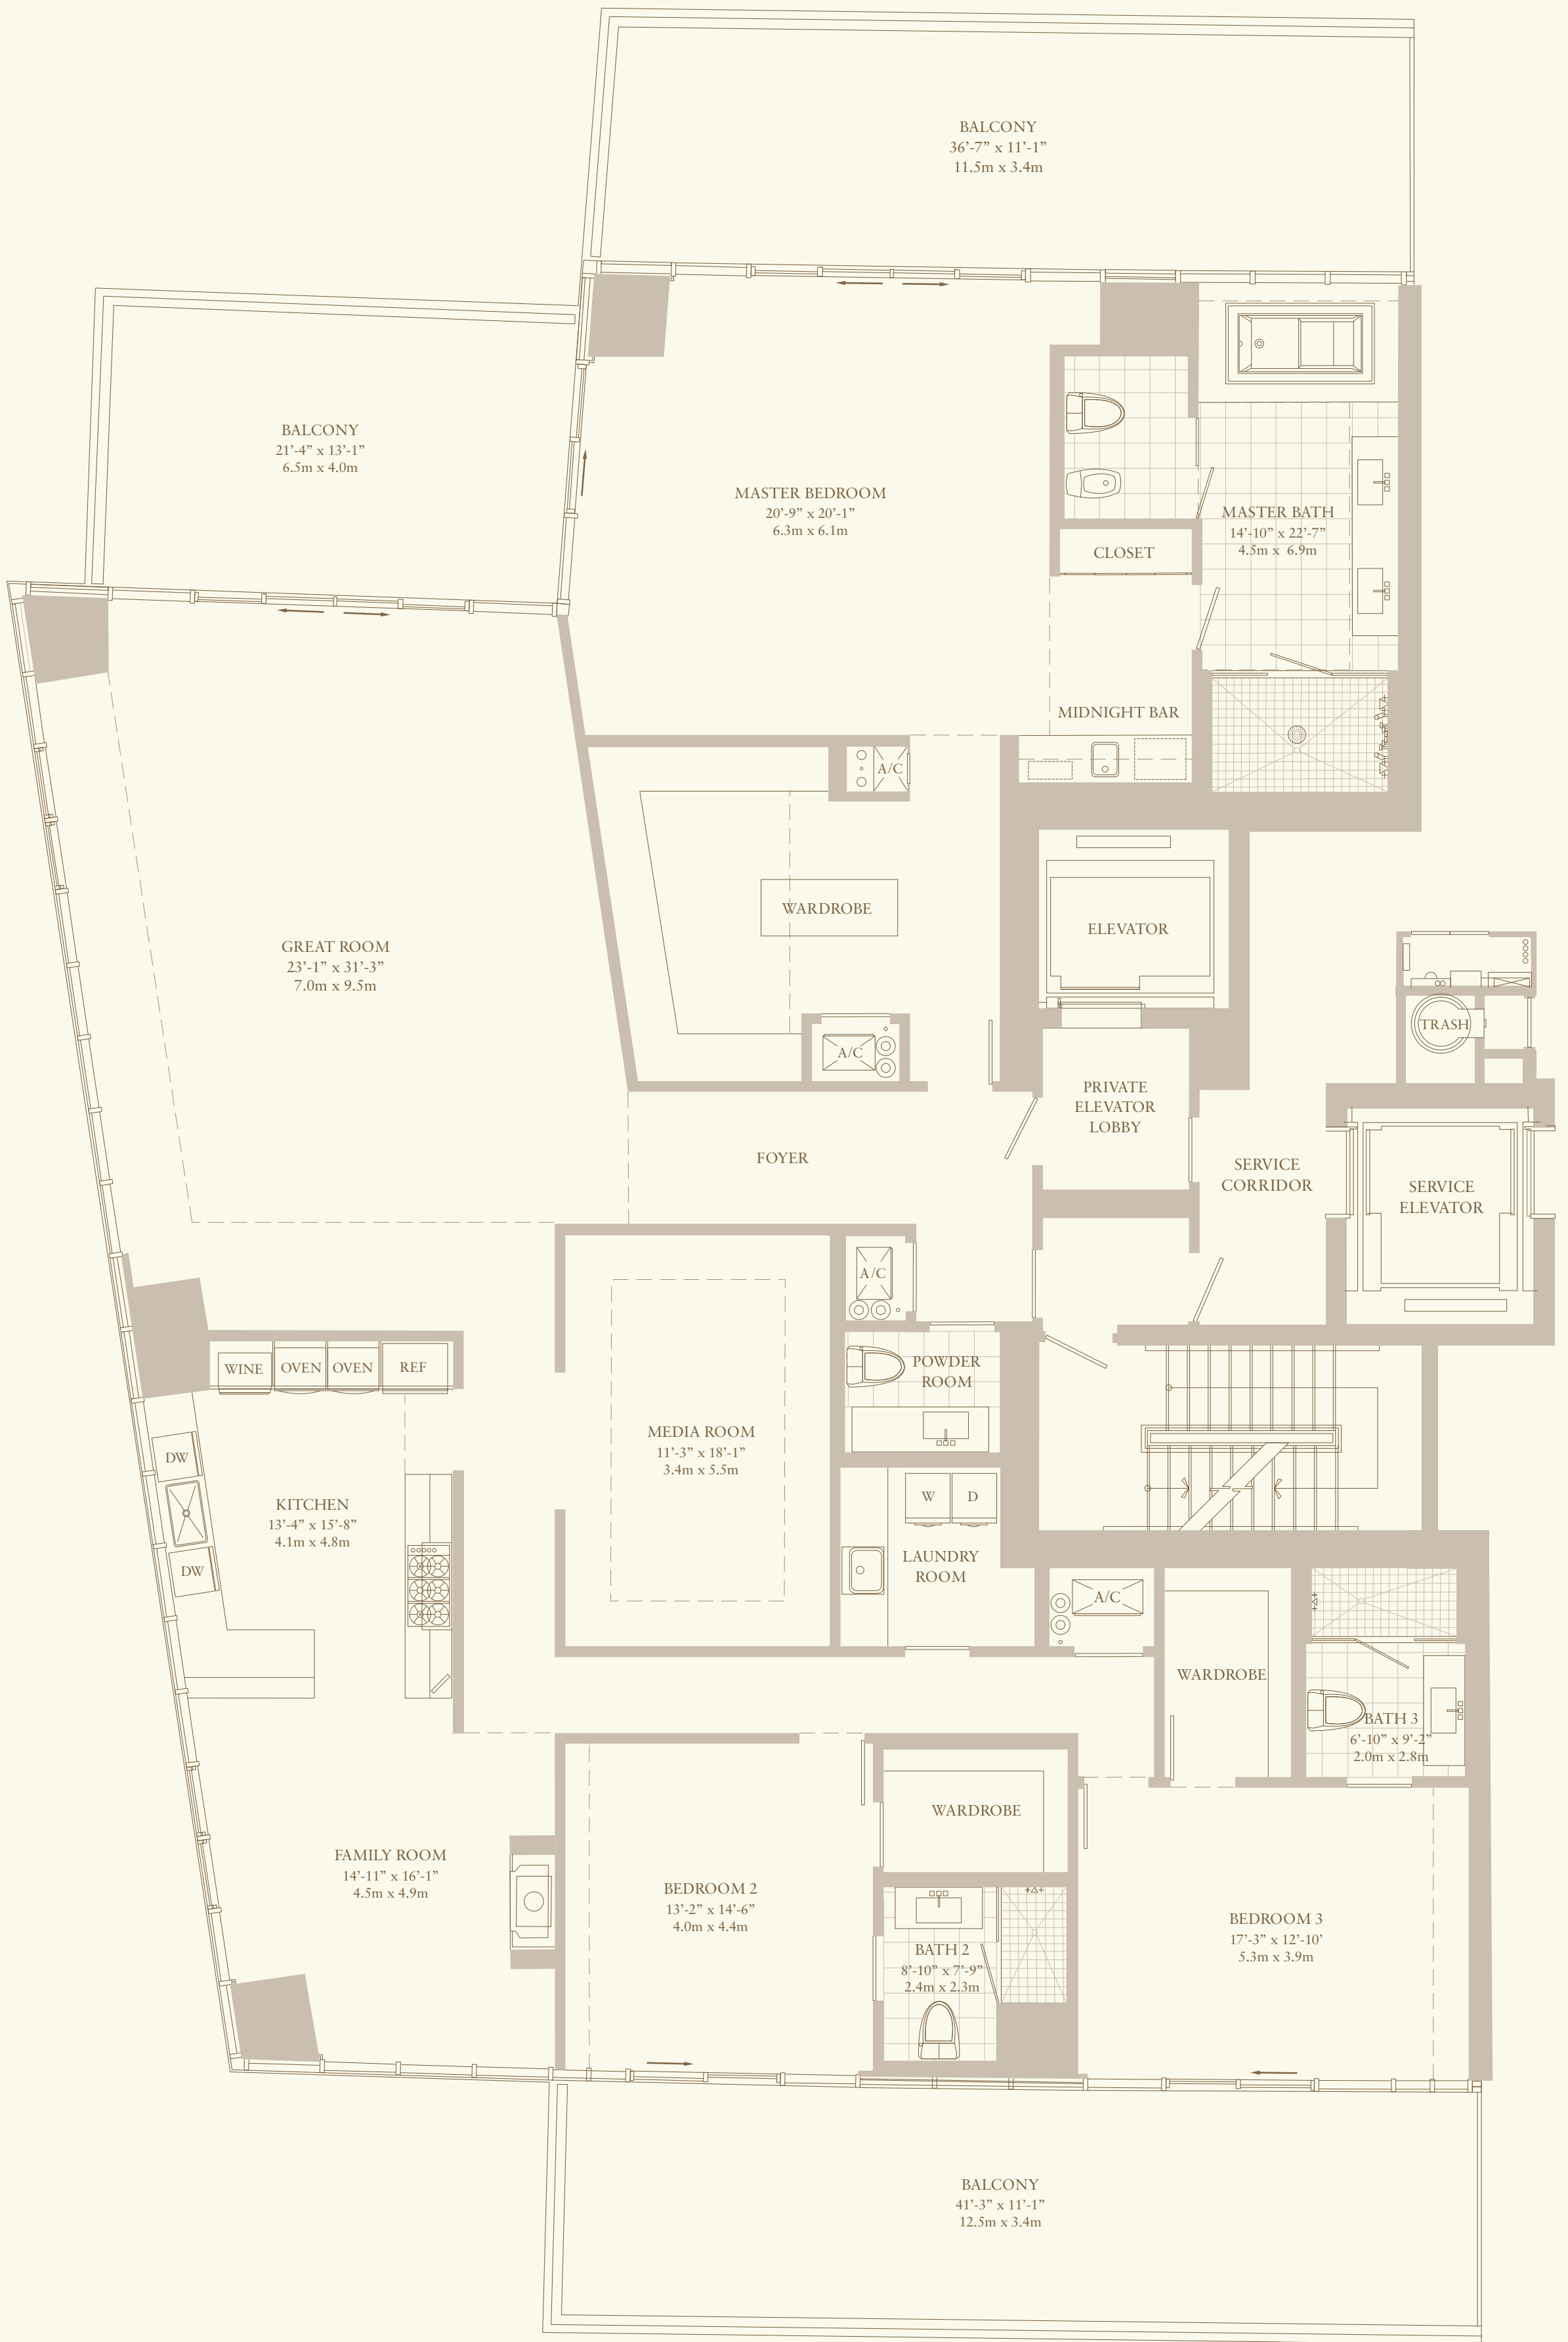 BALCONY
36’-7” x 11’-1”
11.5m x 3.4m
BALCONY
21’-4” x 13’-1”
6.5m x 4.0m
MASTER BEDROOM
20’-9” x 20’-1”
6.3m x 6.1m
CLOSET
MASTER BATH
14’-10” x 22’-7”
4.5m x 6.9m
MIDNIGHT BAR
A/C
WARDROBE
ELEVATOR
GREAT ROOM
23’-1” x 31’-3”
7.0m x 9.5m
A/C
TRASH
PRIVATE
ELEVATOR
LOBBY
FOYER
SERVICE
CORRIDOR
SERVICE
ELEVATOR
A/C
WINE
OVEN
OVEN
REF
POWDER
ROOM
MEDIA ROOM
11’-3” x 18’-1”
3.4m x 5.5m
DW
KITCHEN
13’-4” x 15’-8”
4.1m x 4.8m
DW
W
D
LAUNDRY
ROOM
A/C
WARDROBE
BATH 3
6’-10” x 9’-2”
2.0m x 2.8m
WARDROBE
FAMILY ROOM
14’-11” x 16’-1”
4.5m x 4.9m
BEDROOM 2
13’-2” x 14’-6”
4.0m x 4.4m
BATH 2
8’-10” x 7’-9”
2.4m x 2.3m
BEDROOM 3
17’-3” x 12’-10’
5.3m x 3.9m
BALCONY
41’-3” x 11’-1”
12.5m x 3.4m